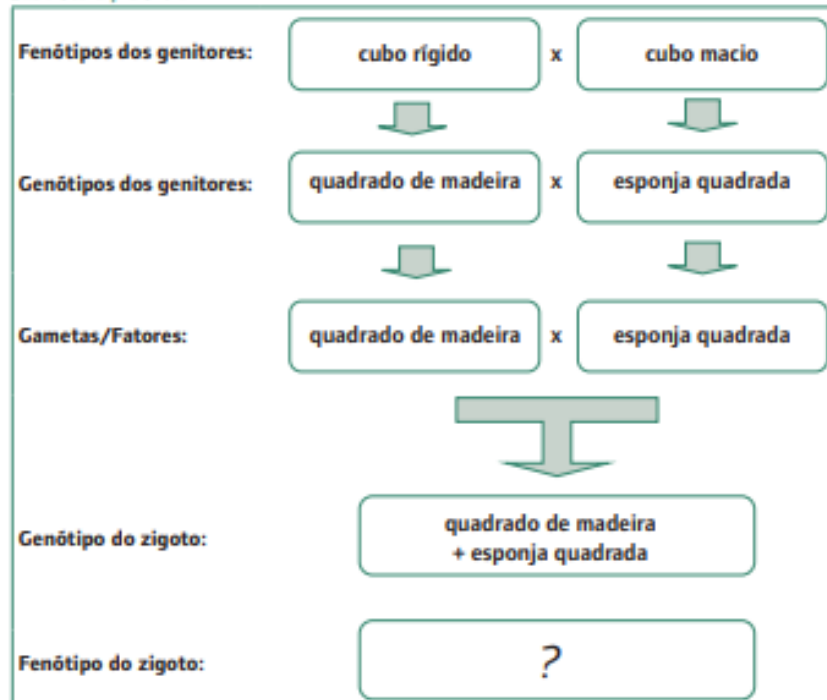 Fenótipos dos genitores: cubo rígido x cubo macio
Genótipos dos genitores: quadrado de madeira x esponja quadrada
Gametas/Fatores: quadrado de madeira x esponja quadrada
Genótipo do zigoto: quadrado de madeira
+ esponja quadrada
Fenótipo do zigoto: ?